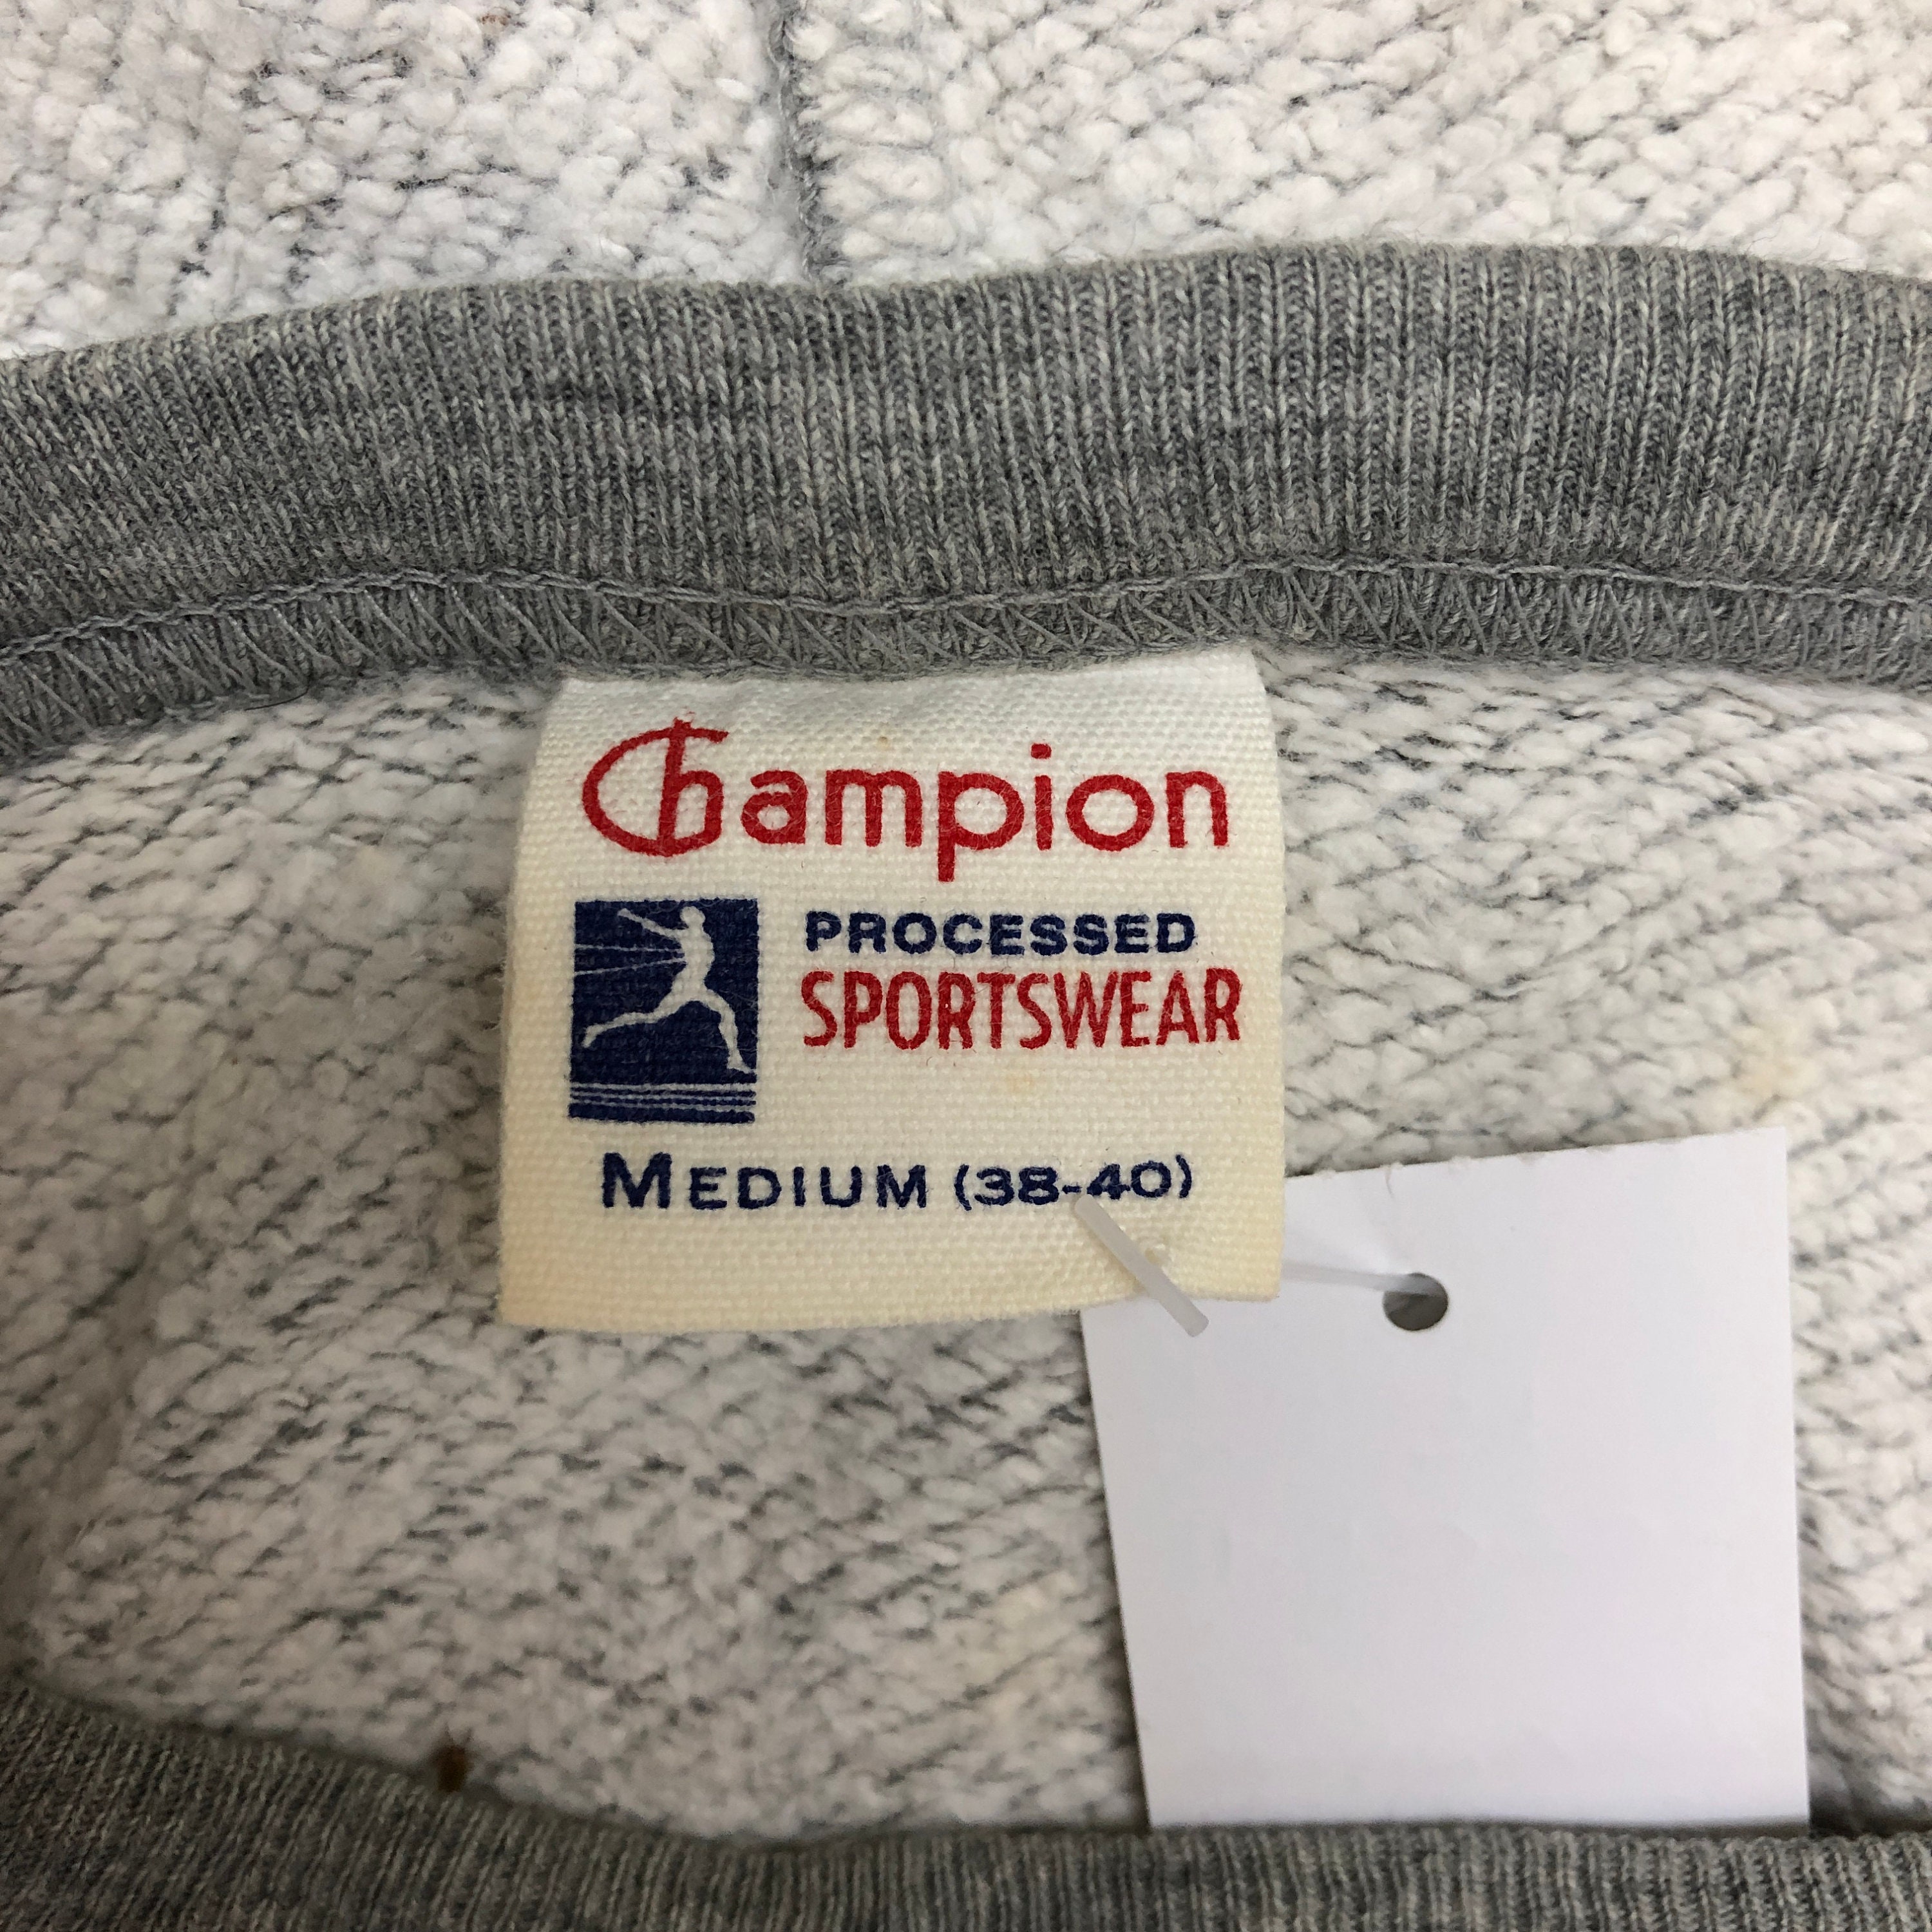 Champion
PROCESSED
SPORTSWEAR
MEDIUM (38-40)